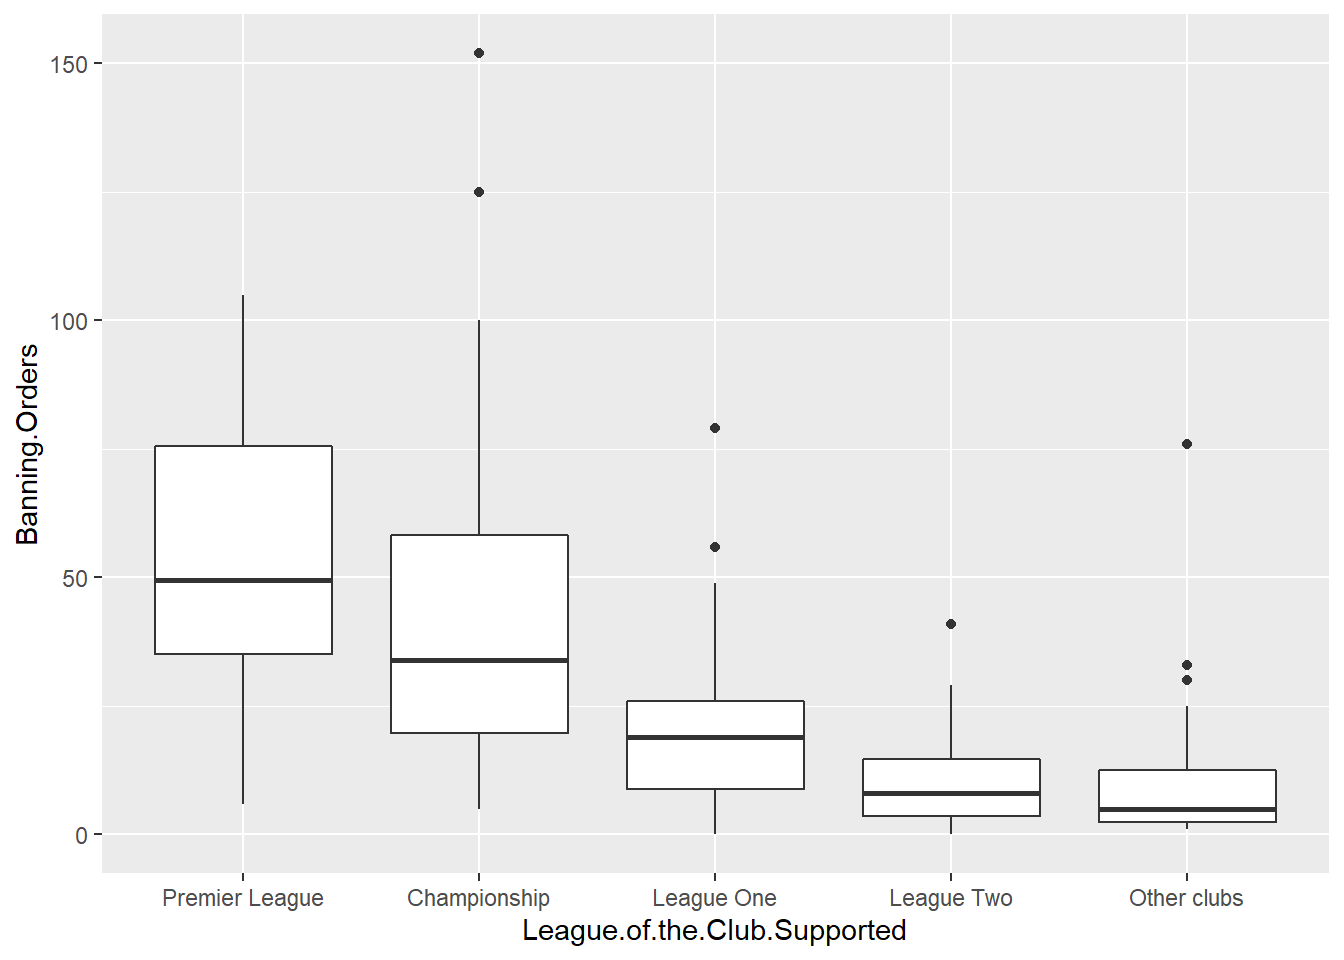 150
100
50
0
Banning.Orders
Premier League
Championship
League One
League Two
Other clubs
League.of.the.Club.Supported